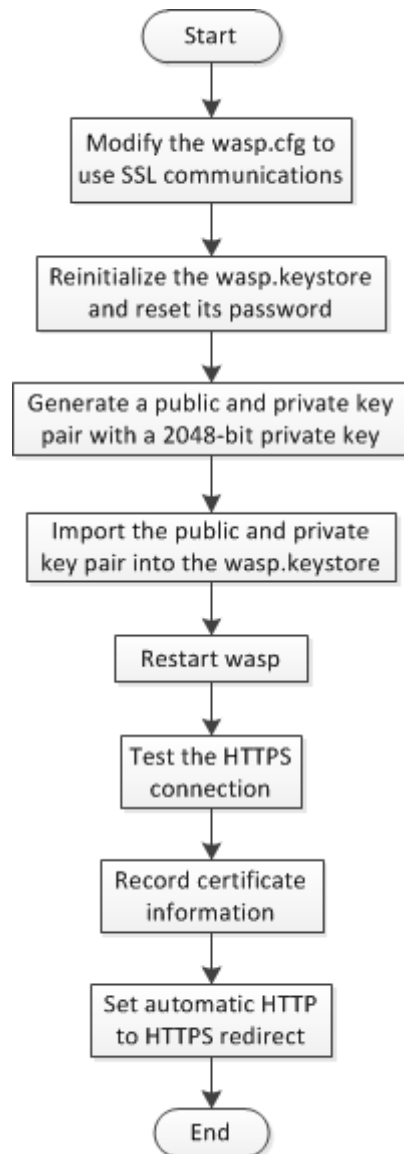 Start
Modify the wasp.cfg to
use SSL communications
Reinitialize the wasp.keystore
and reset its password
Generate a public and private key
pair with a 2048-bit private key
Import the public and private
key pair into the wasp.keystore
Restart wasp
Test the HTTPS
connection
Record certificate
information
Set automatic HTTP
to HTTPS redirect
End